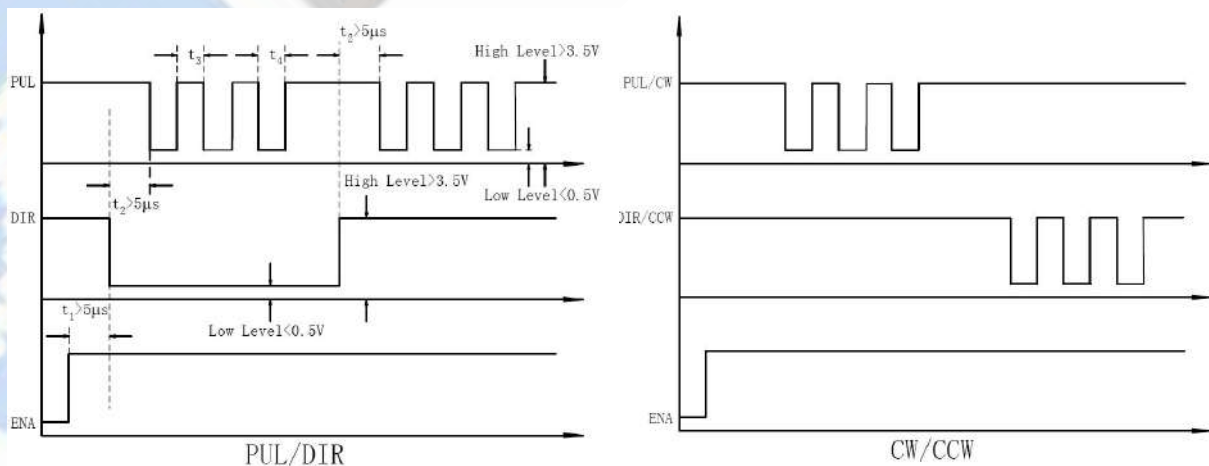 t₂>5μs
High Level>3.5V
t₃
t₄
PUL
Low Level<0.5V
t₂>5μs
High Level>3.5V
DIR
t₁>5μs
Low Level<0.5V
ENA
PUL/DIR
PUL/CW
DIR/CCW
ENA
CW/CCW